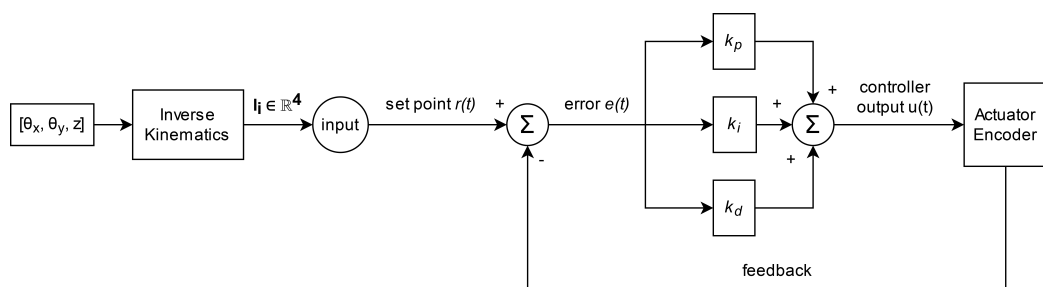 [θx, θy, z]
Inverse
Kinematics
li ∈ ℝ4
input
set point r(t)
+
Σ
-
error e(t)
kp
ki
kd
+
+
+
Σ
controller
output u(t)
Actuator
Encoder
feedback